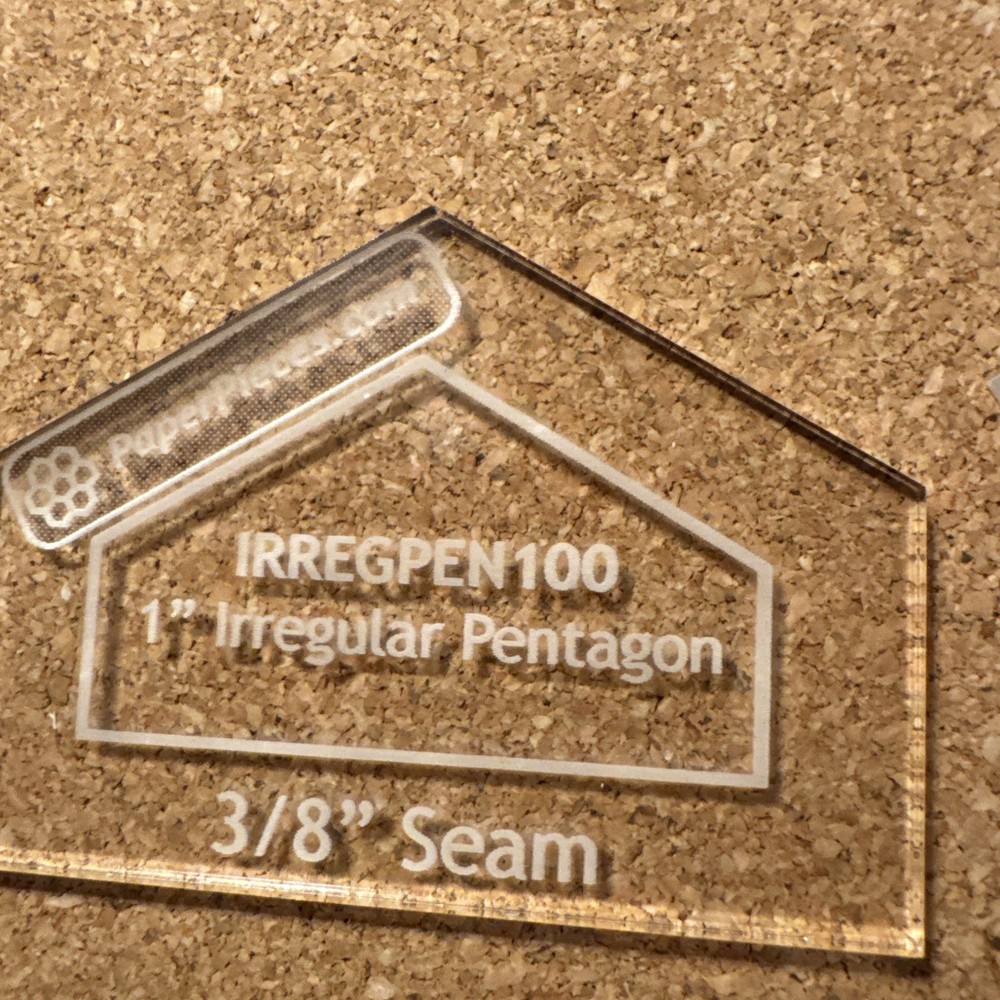 PaperPieces.com
IRREGPEN100
1” Irregular Pentagon
3/8” Seam